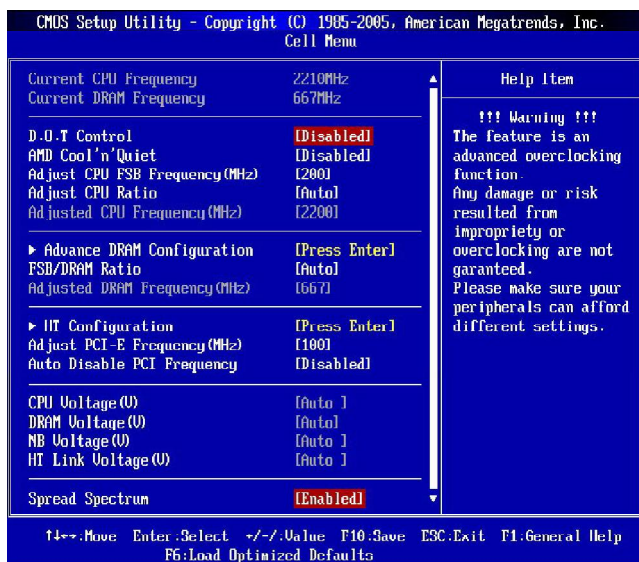 CMOS Setup Utility - Copyright (C) 1985-2005, American Megatrends, Inc.
Cell Menu
Current CPU Frequency 2210MHz
Current DRAM Frequency 667MHz
D.O.T Control [Disabled]
AMD Cool'n'Quiet [Disabled]
Adjust CPU FSB Frequency(MHz) [200]
Adjust CPU Ratio [Auto]
Adjusted CPU Frequency(MHz) [2200]
► Advance DRAM Configuration [Press Enter]
FSB/DRAM Ratio [Auto]
Adjusted DRAM Frequency(MHz) [667]
► HT Configuration [Press Enter]
Adjust PCI-E Frequency(MHz) [100]
Auto Disable PCI Frequency [Disabled]
CPU Voltage(V) [Auto ]
DRAM Voltage(V) [Auto]
NB Voltage(V) [Auto ]
HT Link Voltage(V) [Auto ]
Spread Spectrum [Enabled]
Help Item
!!! Warning !!!
The feature is an
advanced overclocking
function.
Any damage or risk
resulted from
impropriety or
overclocking are not
garanteed.
Please make sure your
peripherals can afford
different settings.
↑↓←→:Move Enter:Select +/-/:Value F10:Save ESC:Exit F1:General Help
F6:Load Optimized Defaults